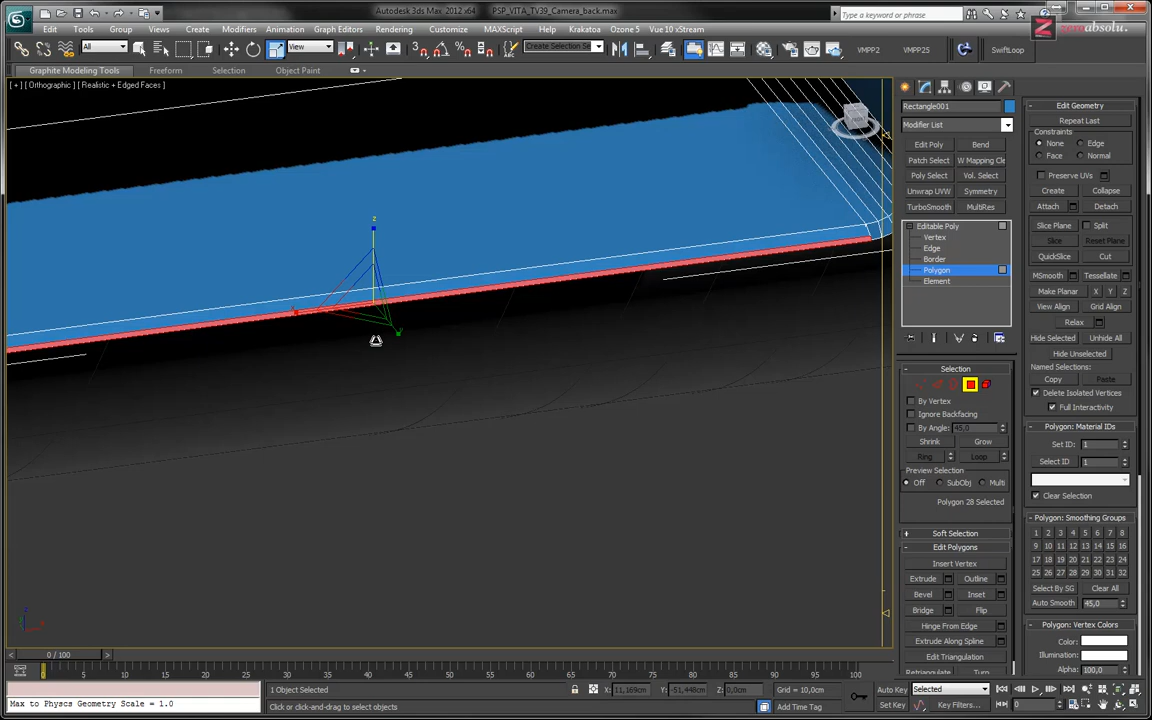 Autodesk 3ds Max 2012 x64
PSP_VITA_TV39_Camera_back.max
Type a keyword or phrase
Edit
Tools
Group
Views
Create
Modifiers
Animation
Graph Editors
Rendering
Customize
MAXScript
Help
Krakatoa
Ozone 5
Vue 10 xStream
All
View
Create Selection Se
VMPP2
VMPP25
SwiftLoop
Graphite Modeling Tools
Freeform
Selection
Object Paint
[ + ] [ Orthographic ] [ Realistic + Edged Faces ]
z
Rectangle001
Modifier List
Edit Poly
Bend
Patch Select
W Mapping Cle
Poly Select
Vol. Select
Unwrap UVW
Symmetry
TurboSmooth
MultiRes
Editable Poly
Vertex
Edge
Border
Polygon
Element
Selection
By Vertex
Ignore Backfacing
By Angle:
45,0
Shrink
Grow
Ring
Loop
Preview Selection
Off
SubObj
Multi
Polygon 28 Selected
Soft Selection
Edit Polygons
Insert Vertex
Extrude
Outline
Bevel
Inset
Bridge
Flip
Hinge From Edge
Extrude Along Spline
Edit Triangulation
Retriangulate
Turn
Edit Geometry
Repeat Last
Constraints
None
Edge
Face
Normal
Preserve UVs
Create
Collapse
Attach
Detach
Slice Plane
Split
Slice
Reset Plane
QuickSlice
Cut
MSmooth
Tessellate
Make Planar
X
Y
Z
View Align
Grid Align
Relax
Hide Selected
Unhide All
Hide Unselected
Named Selections:
Copy
Paste
Delete Isolated Vertices
Full Interactivity
Polygon: Material IDs
Set ID:
1
Select ID
1
Clear Selection
Polygon: Smoothing Groups
1 2 3 4 5 6 7 8
9 10 11 12 13 14 15 16
17 18 19 20 21 22 23 24
25 26 27 28 29 30 31 32
Select By SG
Clear All
Auto Smooth
45,0
Polygon: Vertex Colors
Color:
Illumination:
Alpha:
100,0
0 / 100
0 5 10 15 20 25 30 35 40 45 50 55 60 65 70 75 80 85 90 95 100
1 Object Selected
X: 11,169cm
Y: -51,448cm
Z: 0,0cm
Grid = 10,0cm
Auto Key
Selected
Max to Physcs Geometry Scale = 1.0
Click or click-and-drag to select objects
Add Time Tag
Set Key
Key Filters...
0